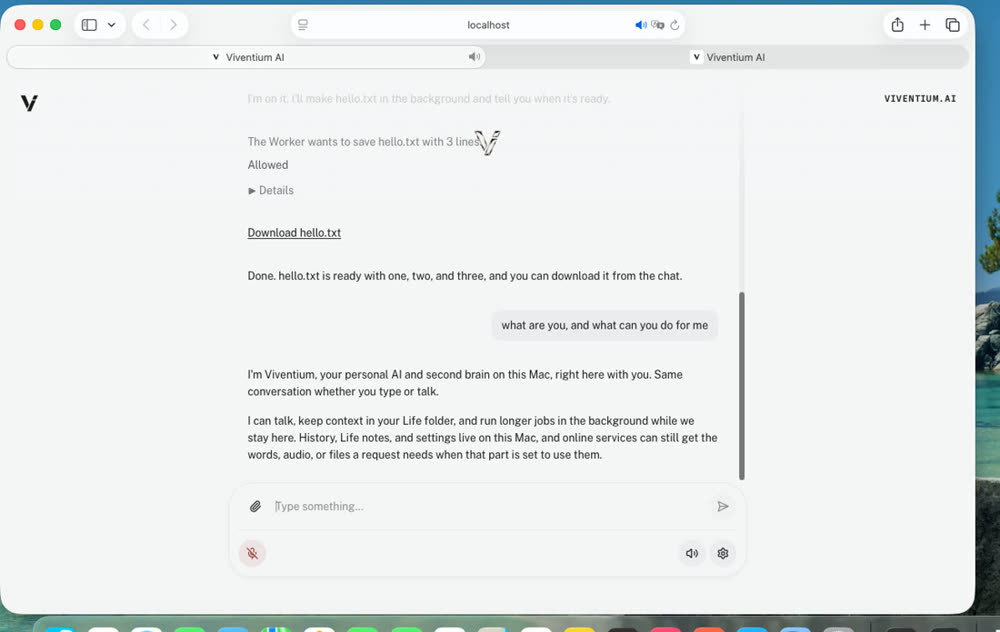 localhost
Viventium AI
Viventium AI
VIVENTIUM.AI
I'm on it. I'll make hello.txt in the background and tell you when it's ready.
The Worker wants to save hello.txt with 3 lines
Allowed
▶ Details
Download hello.txt
Done. hello.txt is ready with one, two, and three, and you can download it from the chat.
what are you, and what can you do for me
I'm Viventium, your personal AI and second brain on this Mac, right here with you. Same
conversation whether you type or talk.
I can talk, keep context in your Life folder, and run longer jobs in the background while we
stay here. History, Life notes, and settings live on this Mac, and online services can still get the
words, audio, or files a request needs when that part is set to use them.
Type something...